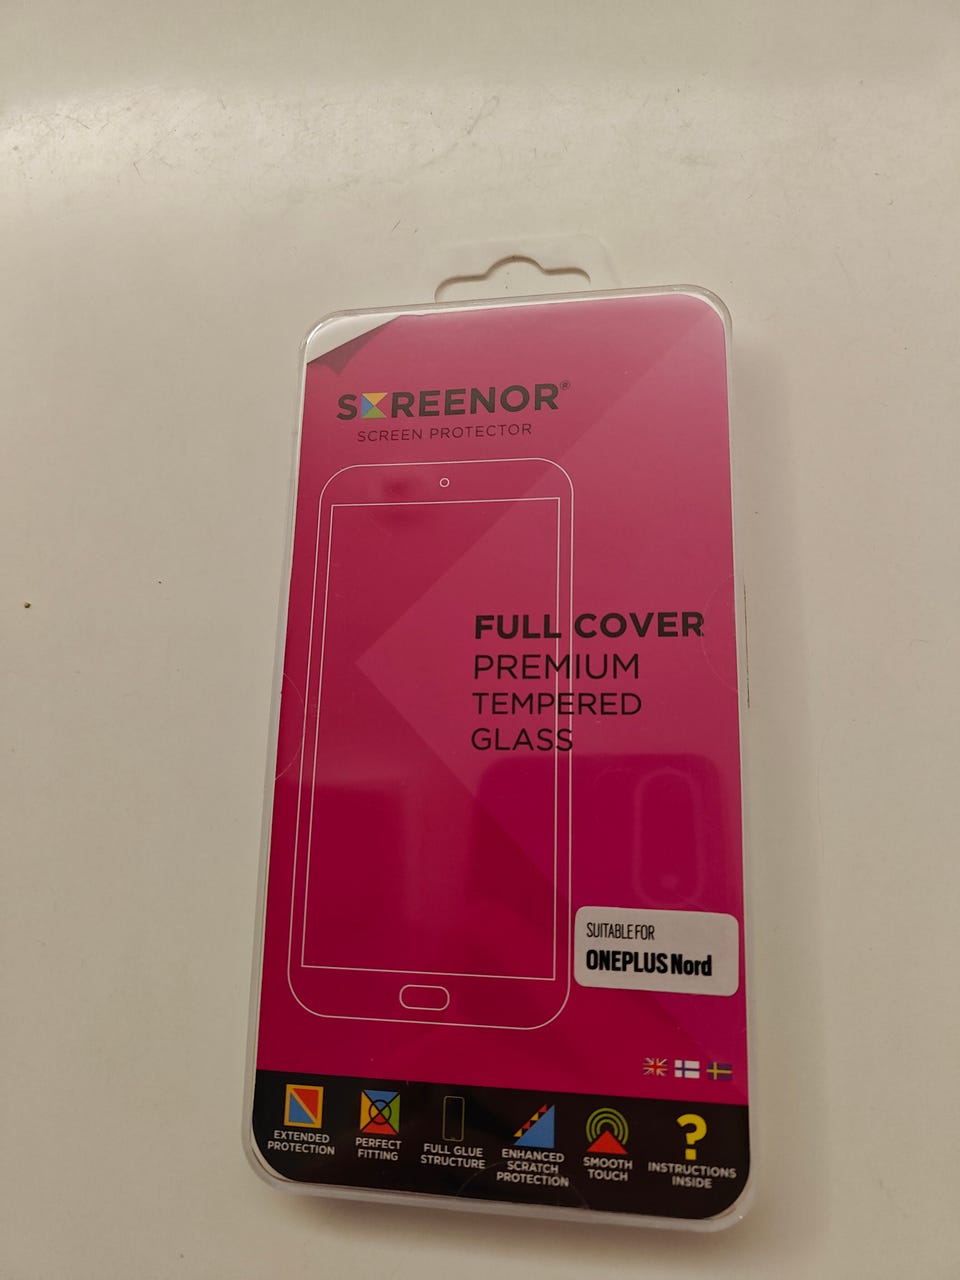 SCREENOR®
SCREEN PROTECTOR
FULL COVER
PREMIUM
TEMPERED
GLASS
SUITABLE FOR
ONEPLUS Nord
EXTENDED
PROTECTION
PERFECT
FITTING
FULL GLUE
STRUCTURE
ENHANCED
SCRATCH
PROTECTION
SMOOTH
TOUCH
?
INSTRUCTIONS
INSIDE